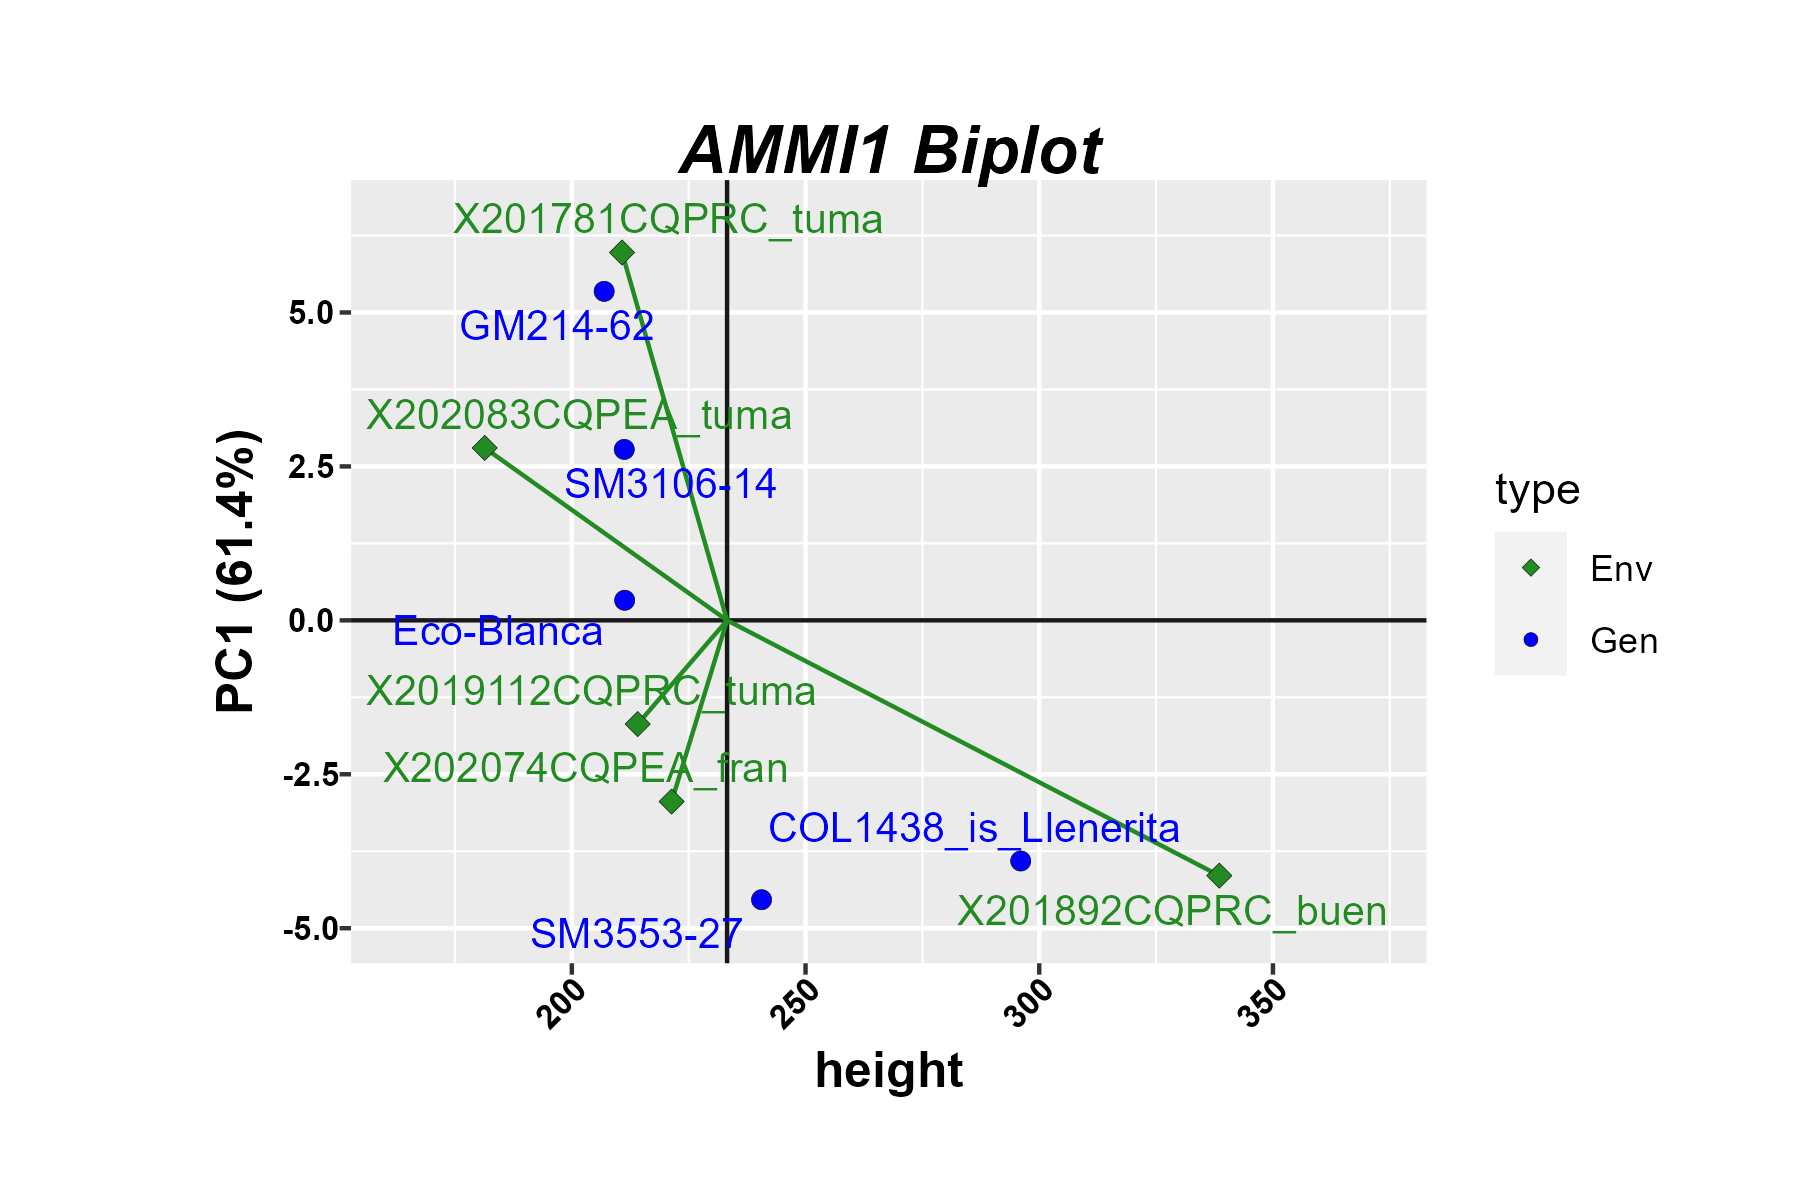 AMMI1 Biplot
X201781CQPRC_tuma
GM214-62
X202083CQPEA_tuma
SM3106-14
Eco-Blanca
X2019112CQPRC_tuma
X202074CQPEA_fran
COL1438_is_Llenerita
X201892CQPRC_buen
SM3553-27
5.0
2.5
0.0
-2.5
-5.0
PC1 (61.4%)
200
250
300
350
height
type
Env
Gen